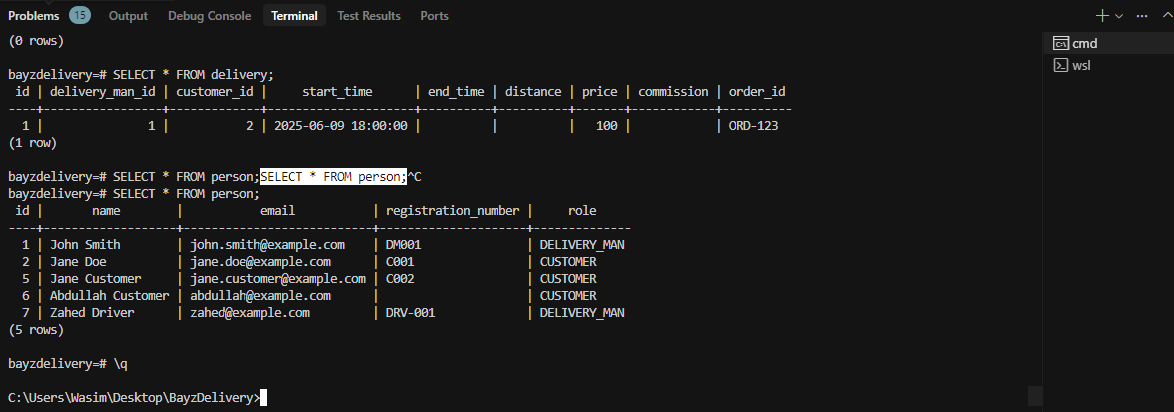 Problems 15 Output Debug Console Terminal Test Results Ports
cmd
wsl
(0 rows)
bayzdelivery=# SELECT * FROM delivery;
 id | delivery_man_id | customer_id |     start_time      | end_time | distance | price | commission | order_id
----+-----------------+-------------+---------------------+----------+----------+-------+------------+----------
  1 |               1 |           2 | 2025-06-09 18:00:00 |          |          |   100 |            | ORD-123
(1 row)
bayzdelivery=# SELECT * FROM person;SELECT * FROM person;^C
bayzdelivery=# SELECT * FROM person;
 id |       name        |           email           | registration_number |     role
----+-------------------+---------------------------+---------------------+--------------
  1 | John Smith        | john.smith@example.com    | DM001               | DELIVERY_MAN
  2 | Jane Doe          | jane.doe@example.com      | C001                | CUSTOMER
  5 | Jane Customer     | jane.customer@example.com | C002                | CUSTOMER
  6 | Abdullah Customer | abdullah@example.com      |                     | CUSTOMER
  7 | Zahed Driver      | zahed@example.com         | DRV-001             | DELIVERY_MAN
(5 rows)
bayzdelivery=# \q
C:\Users\Wasim\Desktop\BayzDelivery>